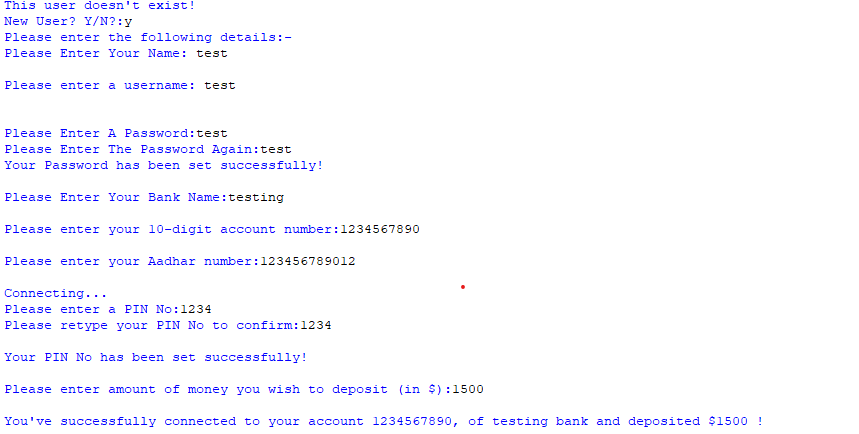 This user doesn't exist!
New User? Y/N?:y
Please enter the following details:-
Please Enter Your Name: test
Please enter a username: test
Please Enter A Password:test
Please Enter The Password Again:test
Your Password has been set successfully!
Please Enter Your Bank Name:testing
Please enter your 10-digit account number:1234567890
Please enter your Aadhar number:123456789012
Connecting...
Please enter a PIN No:1234
Please retype your PIN No to confirm:1234
Your PIN No has been set successfully!
Please enter amount of money you wish to deposit (in $):1500
You've successfully connected to your account 1234567890, of testing bank and deposited $1500 !